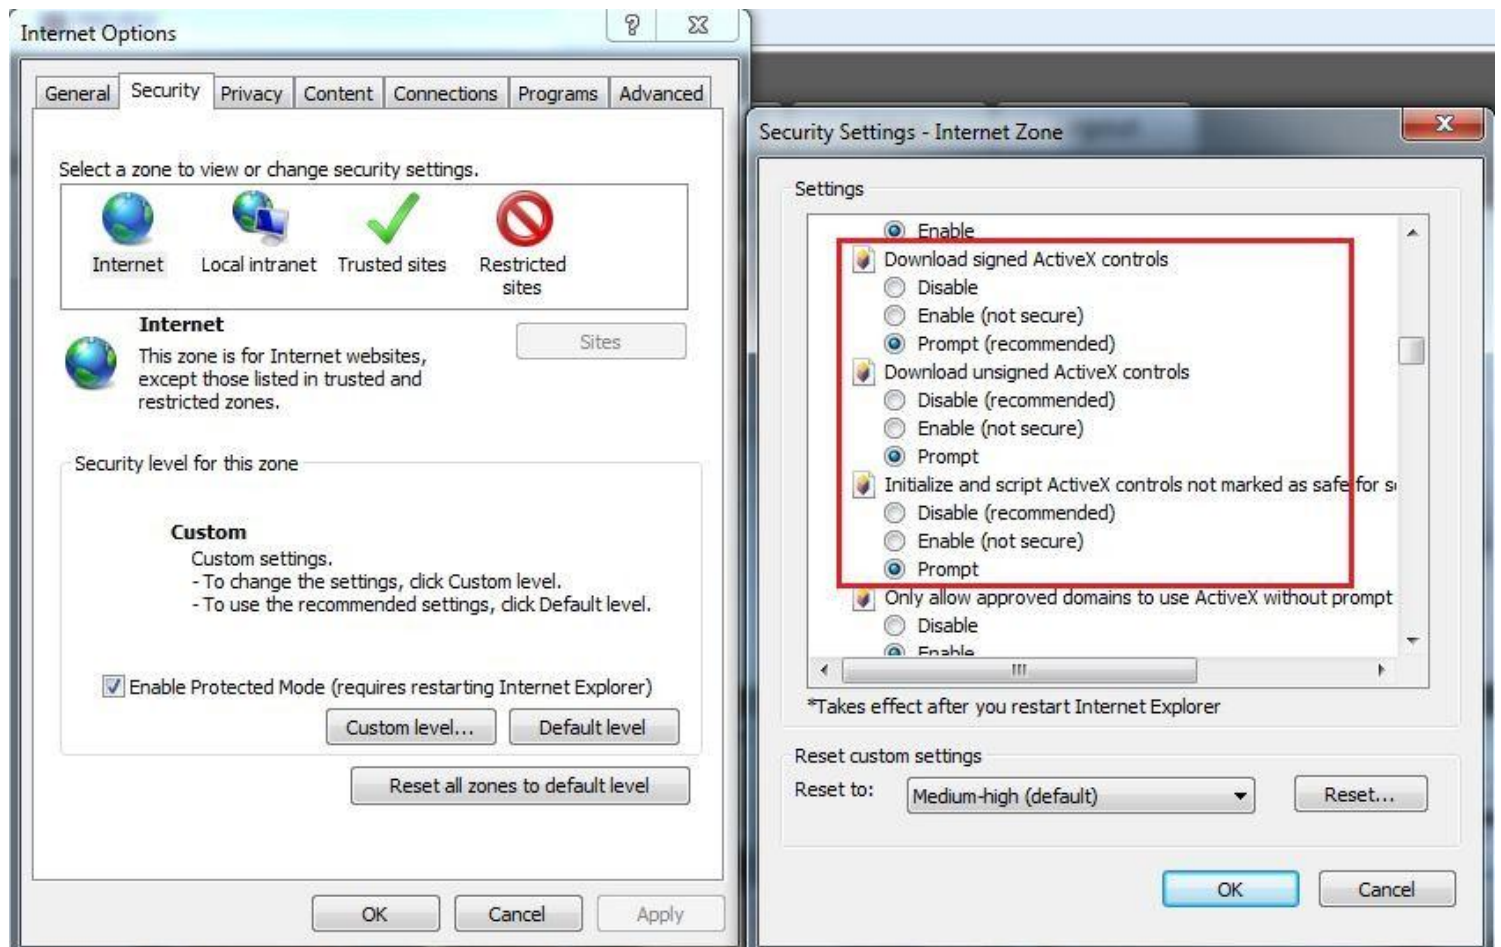 Internet Options
General Security Privacy Content Connections Programs Advanced
Select a zone to view or change security settings.
Internet Local intranet Trusted sites Restricted
sites
Internet
This zone is for Internet websites,
except those listed in trusted and
restricted zones.
Sites
Security level for this zone
Custom
Custom settings.
- To change the settings, click Custom level.
- To use the recommended settings, click Default level.
Enable Protected Mode (requires restarting Internet Explorer)
Custom level... Default level
Reset all zones to default level
OK Cancel Apply
Security Settings - Internet Zone
Settings
Enable
Download signed ActiveX controls
Disable
Enable (not secure)
Prompt (recommended)
Download unsigned ActiveX controls
Disable (recommended)
Enable (not secure)
Prompt
Initialize and script ActiveX controls not marked as safe for s
Disable (recommended)
Enable (not secure)
Prompt
Only allow approved domains to use ActiveX without prompt
Disable
Enable
*Takes effect after you restart Internet Explorer
Reset custom settings
Reset to: Medium-high (default) Reset...
OK Cancel